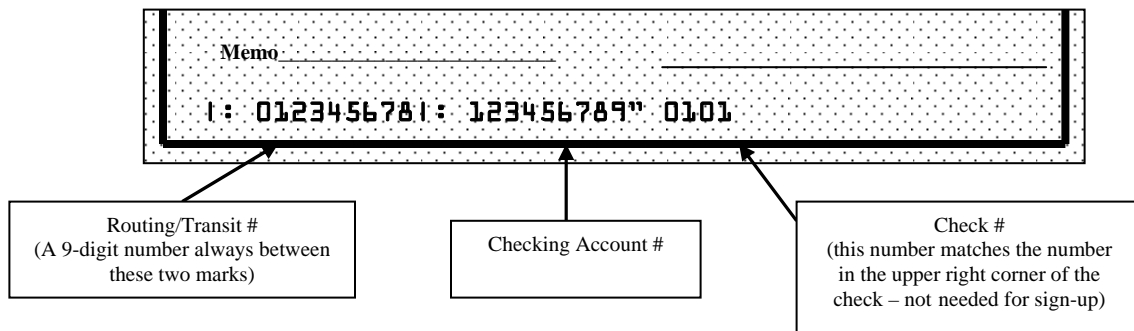 Memo
|: 012345678|: 123456789" 0101
Routing/Transit #
(A 9-digit number always between
these two marks)
Checking Account #
Check #
(this number matches the number
in the upper right corner of the
check – not needed for sign-up)